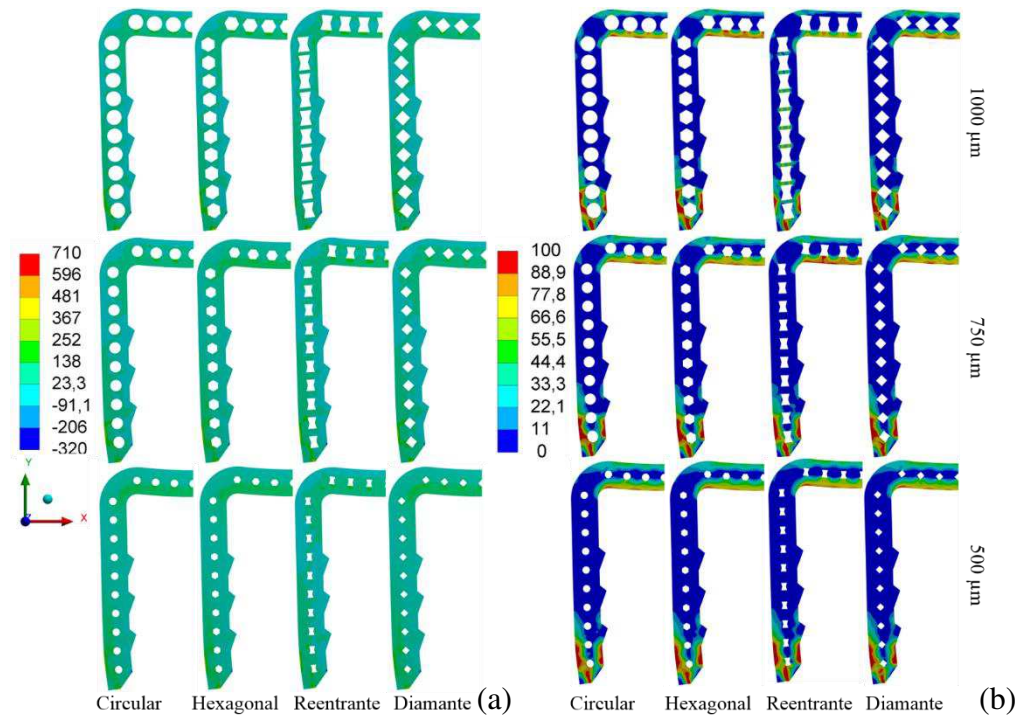 1000 µm
710
596
481
367
252
138
23,3
-91,1
-206
-320
100
88,9
77,8
66,6
55,5
44,4
33,3
22,1
11
0
750 µm
Y
X
500 µm
Circular Hexagonal Reentrante Diamante (a)
Circular Hexagonal Reentrante Diamante (b)